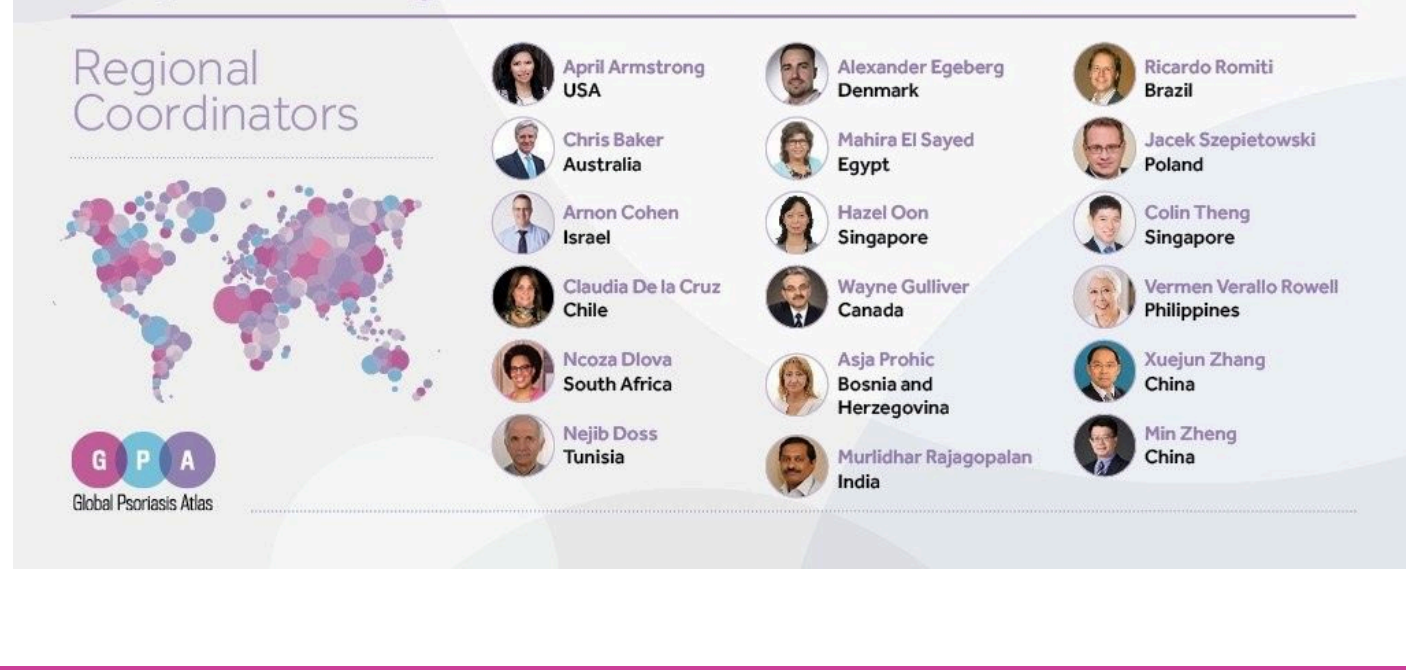 Regional
Coordinators
April Armstrong
USA
Chris Baker
Australia
Arnon Cohen
Israel
Claudia De la Cruz
Chile
Ncoza Dlova
South Africa
Nejib Doss
Tunisia
Alexander Egeberg
Denmark
Mahira El Sayed
Egypt
Hazel Oon
Singapore
Wayne Gulliver
Canada
Asja Prohic
Bosnia and
Herzegovina
Murlidhar Rajagopalan
India
Ricardo Romiti
Brazil
Jacek Szepietowski
Poland
Colin Theng
Singapore
Vermen Verallo Rowell
Philippines
Xuejun Zhang
China
Min Zheng
China
G P A
Global Psoriasis Atlas